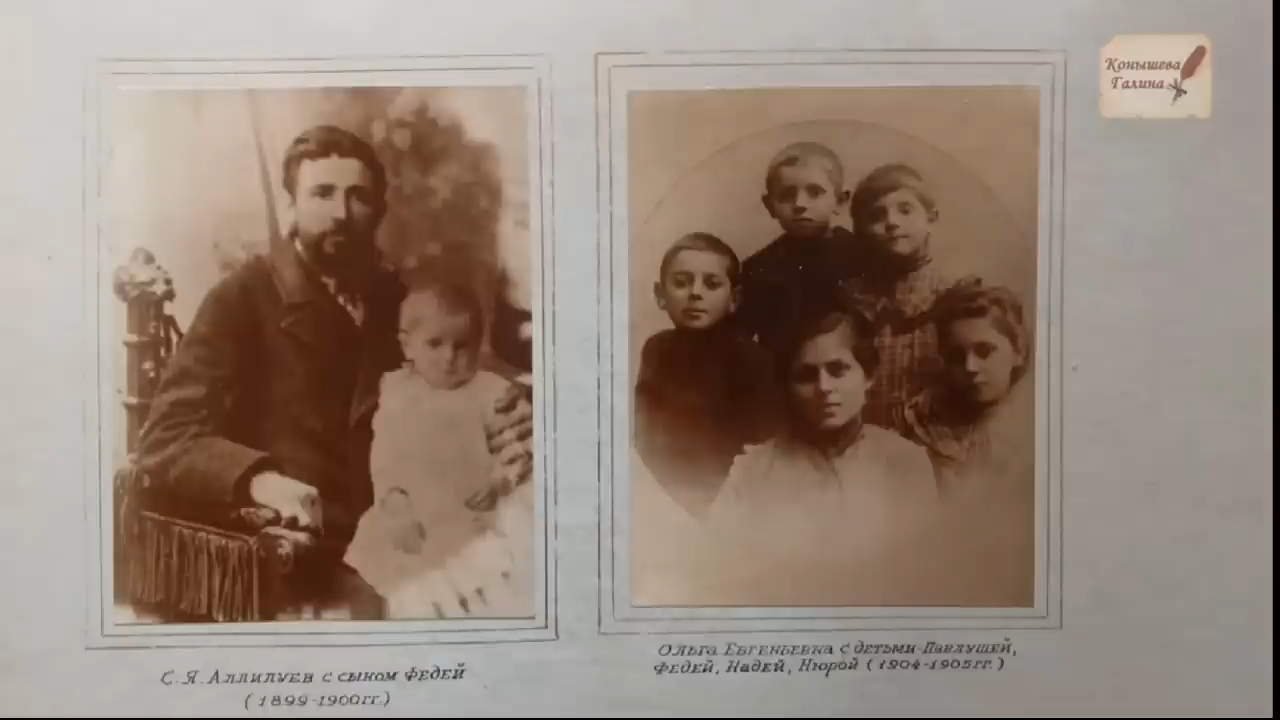 Конышева
Галина
С. Я. Аллилуев с сыном Федей
(1899-1900гг.)
Ольга Евгеньевна с детьми-Павлушей,
Федей, Надей, Нюрой (1904-1905гг.)